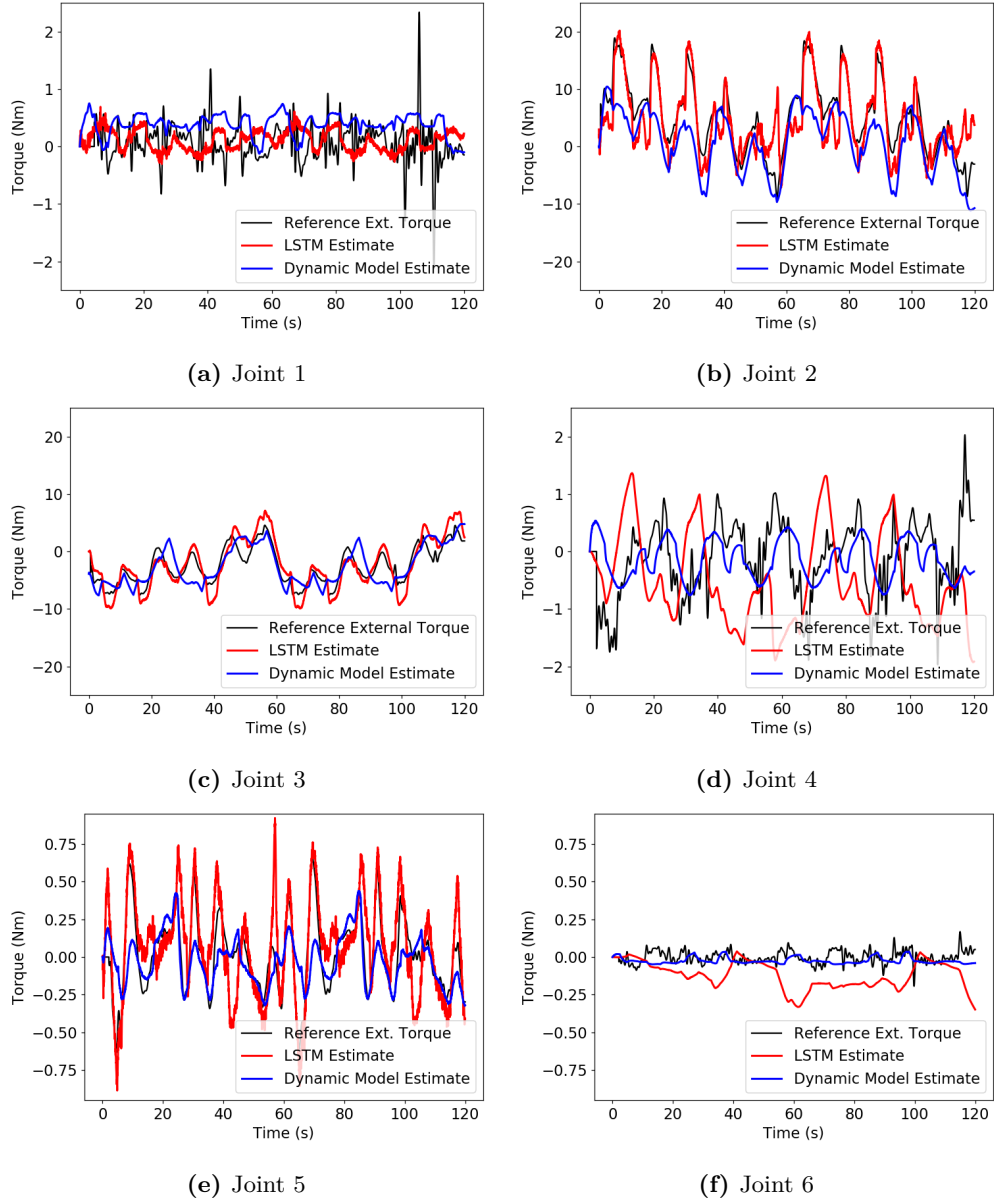 2
1
0
−1
−2
Torque (Nm)
Reference Ext. Torque
LSTM Estimate
Dynamic Model Estimate
0 20 40 60 80 100 120
Time (s)
(a) Joint 1
20
10
0
−10
−20
Torque (Nm)
Reference External Torque
LSTM Estimate
Dynamic Model Estimate
0 20 40 60 80 100 120
Time (s)
(b) Joint 2
20
10
0
−10
−20
Torque (Nm)
Reference External Torque
LSTM Estimate
Dynamic Model Estimate
0 20 40 60 80 100 120
Time (s)
(c) Joint 3
2
1
0
−1
−2
Torque (Nm)
Reference Ext. Torque
LSTM Estimate
Dynamic Model Estimate
0 20 40 60 80 100 120
Time (s)
(d) Joint 4
0.75
0.50
0.25
0.00
−0.25
−0.50
−0.75
Torque (Nm)
Reference Ext. Torque
LSTM Estimate
Dynamic Model Estimate
0 20 40 60 80 100 120
Time (s)
(e) Joint 5
0.75
0.50
0.25
0.00
−0.25
−0.50
−0.75
Torque (Nm)
Reference Ext. Torque
LSTM Estimate
Dynamic Model Estimate
0 20 40 60 80 100 120
Time (s)
(f) Joint 6